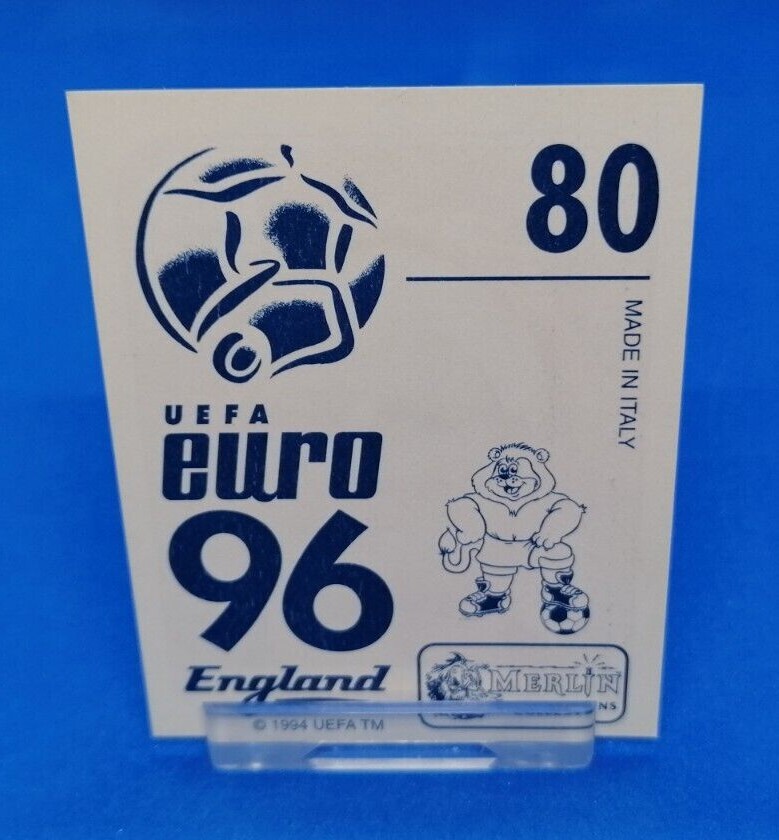 80
MADE IN ITALY
UEFA
euro
96
England
© 1994 UEFA TM
MERLIN